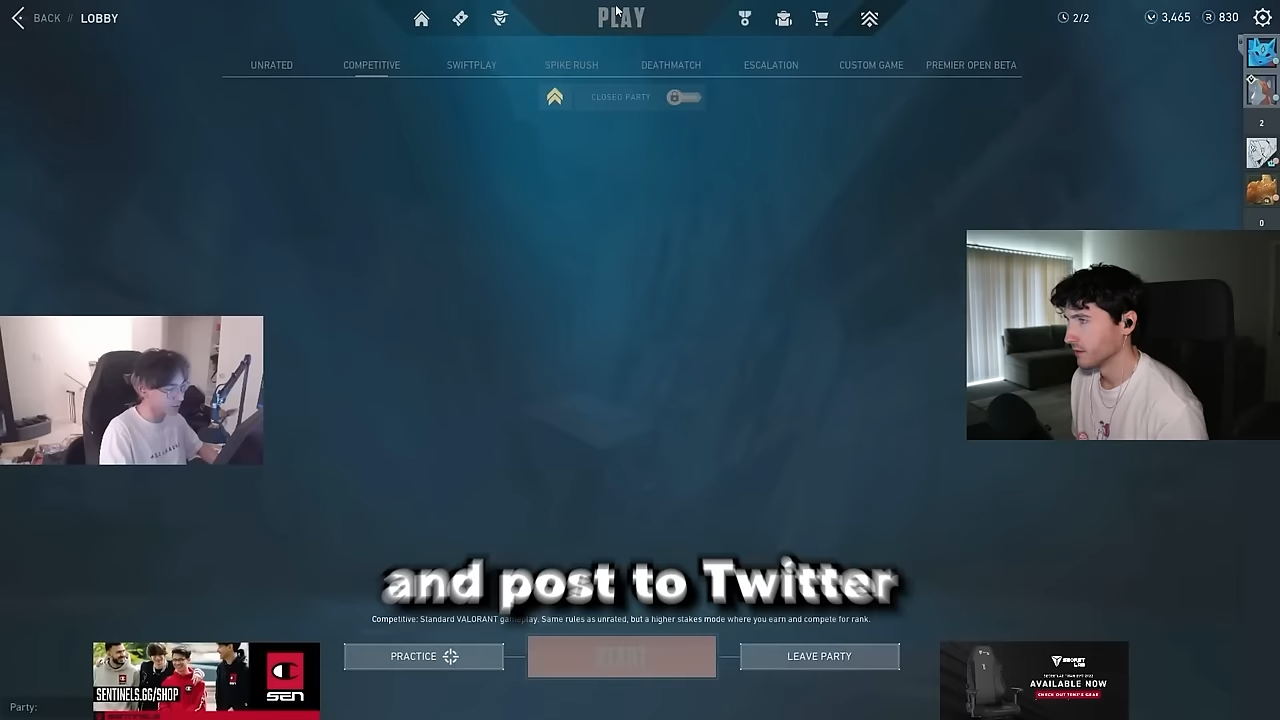 BACK // LOBBY
PLAY
2/2
3,465
830
UNRATED
COMPETITIVE
SWIFTPLAY
SPIKE RUSH
DEATHMATCH
ESCALATION
CUSTOM GAME
PREMIER OPEN BETA
CLOSED PARTY
2
0
and post to Twitter
Competitive: Standard VALORANT gameplay. Same rules as unrated, but a higher stakes mode where you earn and compete for rank.
PRACTICE
START
LEAVE PARTY
SENTINELS.GG/SHOP
SEN
SECRET
LAB
AVAILABLE NOW
Party: